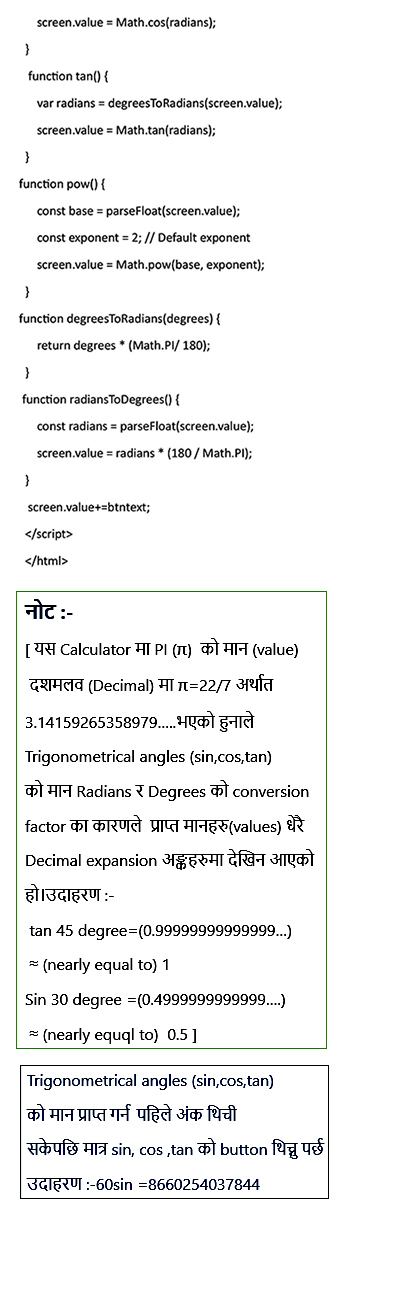 screen.value = Math.cos(radians);
}
function tan() {
var radians = degreesToRadians(screen.value);
screen.value = Math.tan(radians);
}
function pow() {
const base = parseFloat(screen.value);
const exponent = 2; // Default exponent
screen.value = Math.pow(base, exponent);
}
function degreesToRadians(degrees) {
return degrees * (Math.PI/ 180);
}
function radiansToDegrees() {
const radians = parseFloat(screen.value);
screen.value = radians * (180 / Math.PI);
}
screen.value+=btntext;
</script>
</html>
नोट :-
[ यस Calculator मा PI (π) को मान (value)
दशमलव (Decimal) मा π=22/7 अर्थात
3.14159265358979.....भएको हुनाले
Trigonometrical angles (sin,cos,tan)
को मान Radians र Degrees को conversion
factor का कारणले प्राप्त मानहरु(values) धेरै
Decimal expansion अङ्कहरुमा देखिन आएको
हो।उदाहरण :-
tan 45 degree=(0.99999999999999...)
≈ (nearly equal to) 1
Sin 30 degree =(0.4999999999999....)
≈ (nearly equql to) 0.5 ]
Trigonometrical angles (sin,cos,tan)
को मान प्राप्त गर्न पहिले अंक थिची
सकेपछि मात्र sin, cos ,tan को button थिच्नु पर्छ
उदाहरण :-60sin =8660254037844